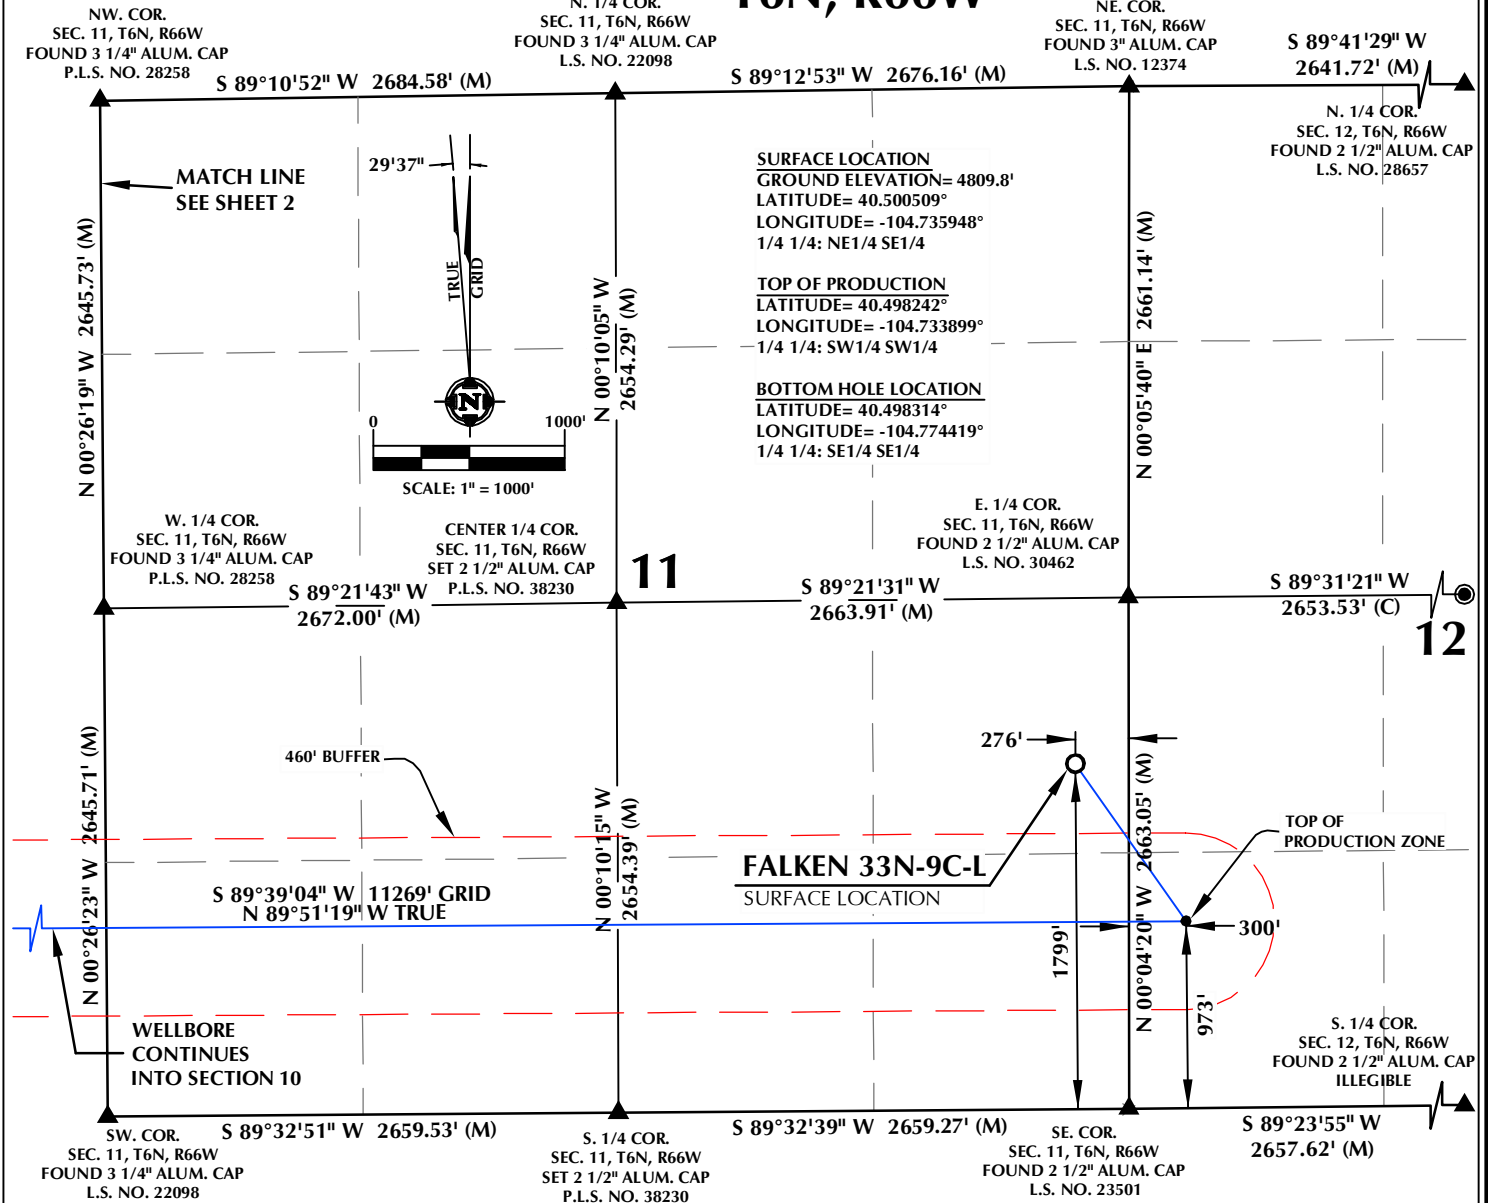 T6N, R66W
NW. COR.
SEC. 11, T6N, R66W
FOUND 3 1/4" ALUM. CAP
P.L.S. NO. 28258
N. 1/4 COR.
SEC. 11, T6N, R66W
FOUND 3 1/4" ALUM. CAP
L.S. NO. 22098
NE. COR.
SEC. 11, T6N, R66W
FOUND 3" ALUM. CAP
L.S. NO. 12374
S 89°41'29" W
2641.72' (M)
S 89°10'52" W 2684.58' (M)
S 89°12'53" W 2676.16' (M)
N. 1/4 COR.
SEC. 12, T6N, R66W
FOUND 2 1/2" ALUM. CAP
L.S. NO. 28657
MATCH LINE
SEE SHEET 2
29'37"
TRUE
GRID
N
0 1000'
SCALE: 1" = 1000'
SURFACE LOCATION
GROUND ELEVATION= 4809.8'
LATITUDE= 40.500509°
LONGITUDE= -104.735948°
1/4 1/4: NE1/4 SE1/4
TOP OF PRODUCTION
LATITUDE= 40.498242°
LONGITUDE= -104.733899°
1/4 1/4: SW1/4 SW1/4
BOTTOM HOLE LOCATION
LATITUDE= 40.498314°
LONGITUDE= -104.774419°
1/4 1/4: SE1/4 SE1/4
N 00°26'19" W 2645.73' (M)
N 00°10'05" W
2654.29' (M)
N 00°05'40" E 2661.14' (M)
W. 1/4 COR.
SEC. 11, T6N, R66W
FOUND 3 1/4" ALUM. CAP
P.L.S. NO. 28258
CENTER 1/4 COR.
SEC. 11, T6N, R66W
SET 2 1/2" ALUM. CAP
P.L.S. NO. 38230
11
E. 1/4 COR.
SEC. 11, T6N, R66W
FOUND 2 1/2" ALUM. CAP
L.S. NO. 30462
S 89°21'43" W
2672.00' (M)
S 89°21'31" W
2663.91' (M)
S 89°31'21" W
2653.53' (C)
12
460' BUFFER
276'
TOP OF
PRODUCTION ZONE
FALKEN 33N-9C-L
SURFACE LOCATION
S 89°39'04" W 11269' GRID
N 89°51'19" W TRUE
N 00°26'23" W 2645.71' (M)
N 00°10'15" W
2654.39' (M)
N 00°04'20" W 2663.05' (M)
1799'
300'
973'
WELLBORE
CONTINUES
INTO SECTION 10
S. 1/4 COR.
SEC. 12, T6N, R66W
FOUND 2 1/2" ALUM. CAP
ILLEGIBLE
SW. COR.
SEC. 11, T6N, R66W
FOUND 3 1/4" ALUM. CAP
L.S. NO. 22098
S 89°32'51" W 2659.53' (M)
S. 1/4 COR.
SEC. 11, T6N, R66W
SET 2 1/2" ALUM. CAP
P.L.S. NO. 38230
S 89°32'39" W 2659.27' (M)
SE. COR.
SEC. 11, T6N, R66W
FOUND 2 1/2" ALUM. CAP
L.S. NO. 23501
S 89°23'55" W
2657.62' (M)